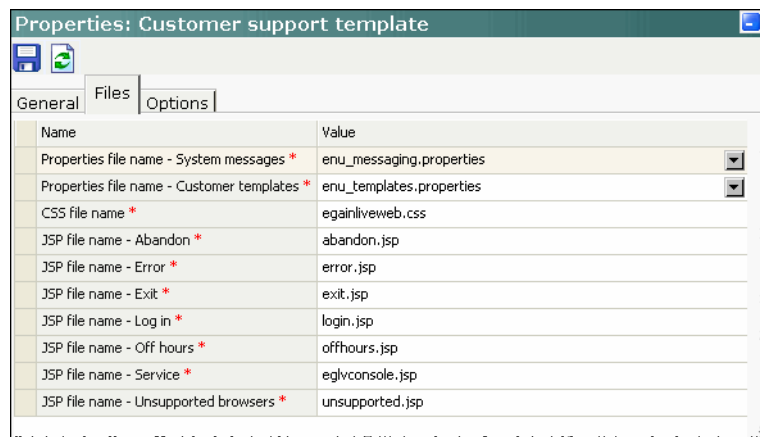 Properties: Customer support template
General Files Options
Name Value
Properties file name - System messages * enu_messaging.properties
Properties file name - Customer templates * enu_templates.properties
CSS file name * egainliveweb.css
JSP file name - Abandon * abandon.jsp
JSP file name - Error * error.jsp
JSP file name - Exit * exit.jsp
JSP file name - Log in * login.jsp
JSP file name - Off hours * offhours.jsp
JSP file name - Service * eglvconsole.jsp
JSP file name - Unsupported browsers * unsupported.jsp